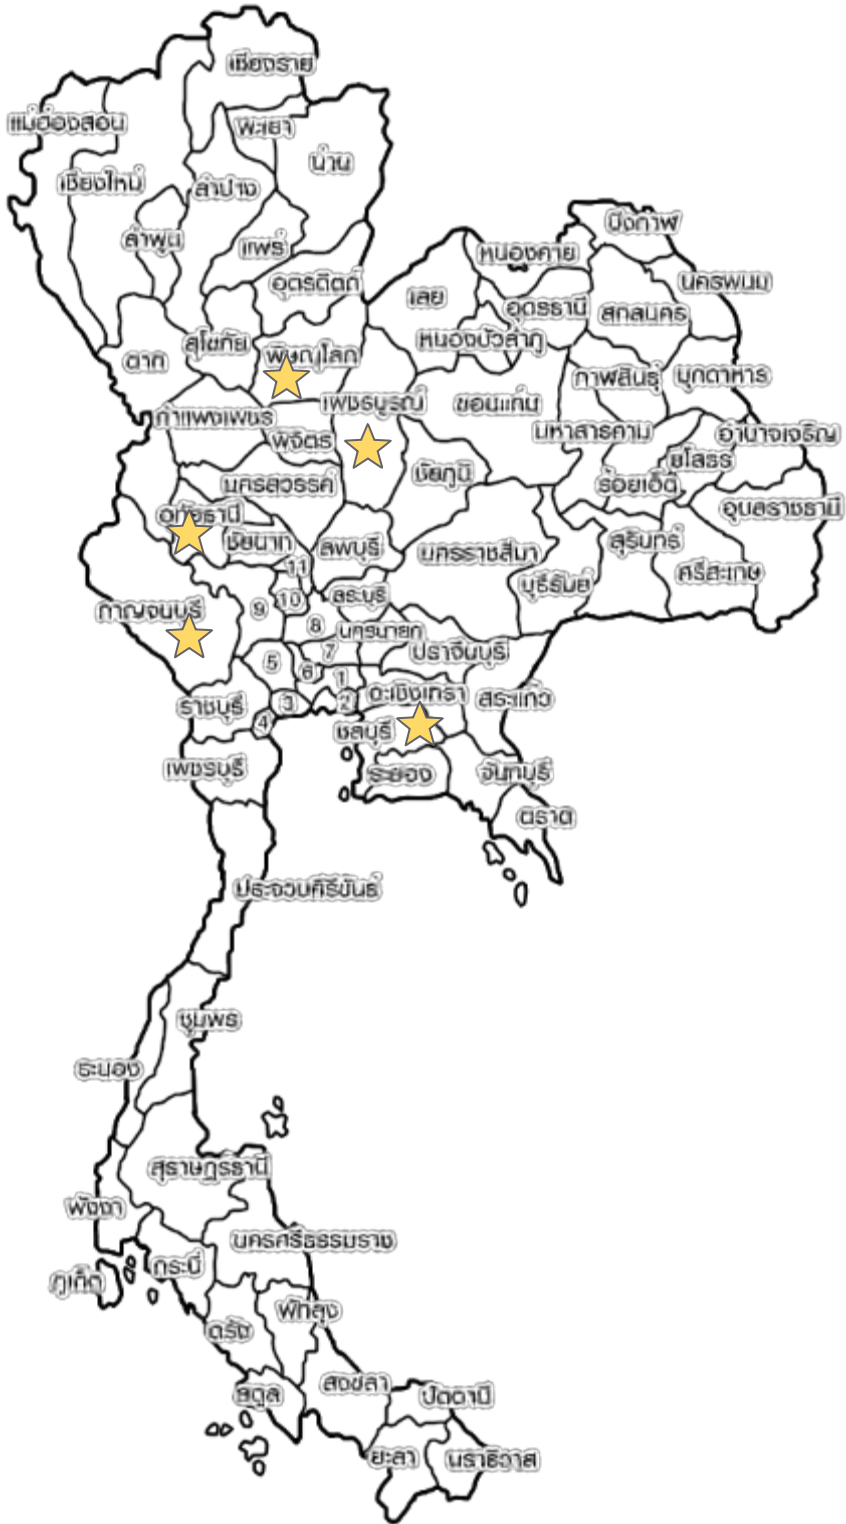 เชียงราย
แม่ฮ่องสอน
พะเยา
น่าน
เชียงใหม่
ลำปาง
ลำพูน
แพร่
อุตรดิตถ์
บึงกาฬ
หนองคาย
นครพนม
เลย
อุดรธานี
สกลนคร
หนองบัวลำภู
สุโขทัย
พิษณุโลก
ตาก
กาฬสินธุ์
มุกดาหาร
เพชรบูรณ์
ขอนแก่น
กำแพงเพชร
พิจิตร
มหาสารคาม
อำนาจเจริญ
ยโสธร
ชัยภูมิ
ร้อยเอ็ด
นครสวรรค์
อุบลราชธานี
อุทัยธานี
ชัยนาท
ลพบุรี
นครราชสีมา
สุรินทร์
ศรีสะเกษ
บุรีรัมย์
11
สระบุรี
10
9
กาญจนบุรี
8
นครนายก
7
ปราจีนบุรี
5
6
1
ฉะเชิงเทรา
สระแก้ว
2
3
ราชบุรี
4
ชลบุรี
เพชรบุรี
ระยอง
จันทบุรี
ตราด
ประจวบคีรีขันธ์
ชุมพร
ระนอง
สุราษฎร์ธานี
พังงา
นครศรีธรรมราช
กระบี่
ภูเก็ต
พัทลุง
ตรัง
สงขลา
ปัตตานี
สตูล
ยะลา
นราธิวาส